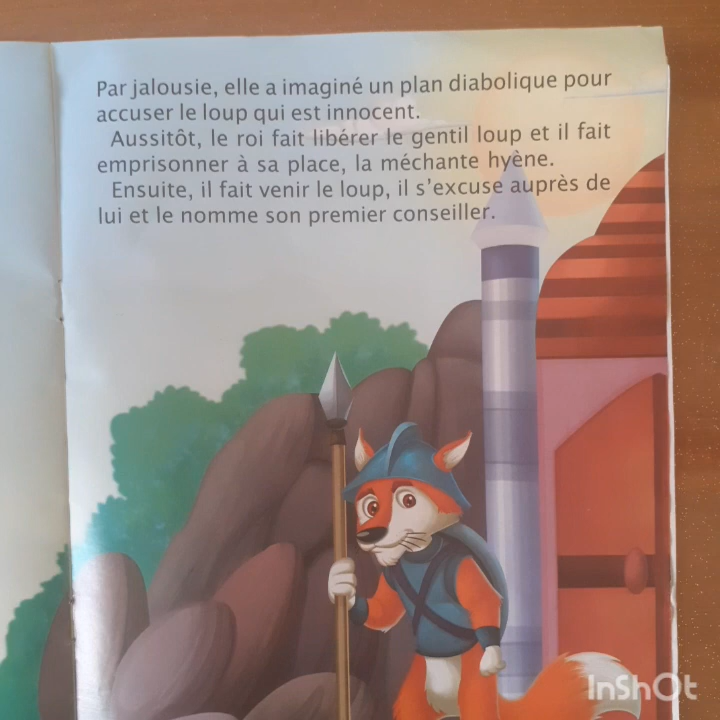 Par jalousie, elle a imaginé un plan diabolique pour
accuser le loup qui est innocent.
Aussitôt, le roi fait libérer le gentil loup et il fait
emprisonner à sa place, la méchante hyène.
Ensuite, il fait venir le loup, il s'excuse auprès de
lui et le nomme son premier conseiller.
InShOt